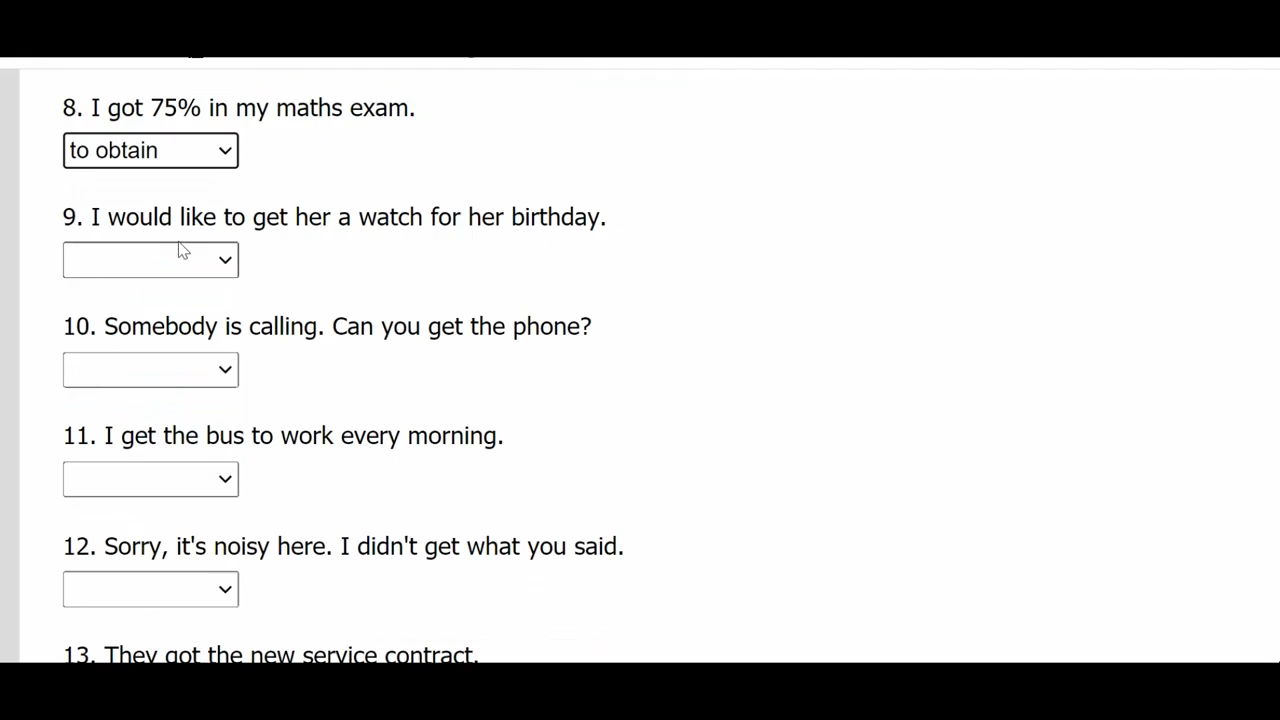 8. I got 75% in my maths exam.
to obtain
9. I would like to get her a watch for her birthday.
10. Somebody is calling. Can you get the phone?
11. I get the bus to work every morning.
12. Sorry, it's noisy here. I didn't get what you said.
13. They got the new service contract.